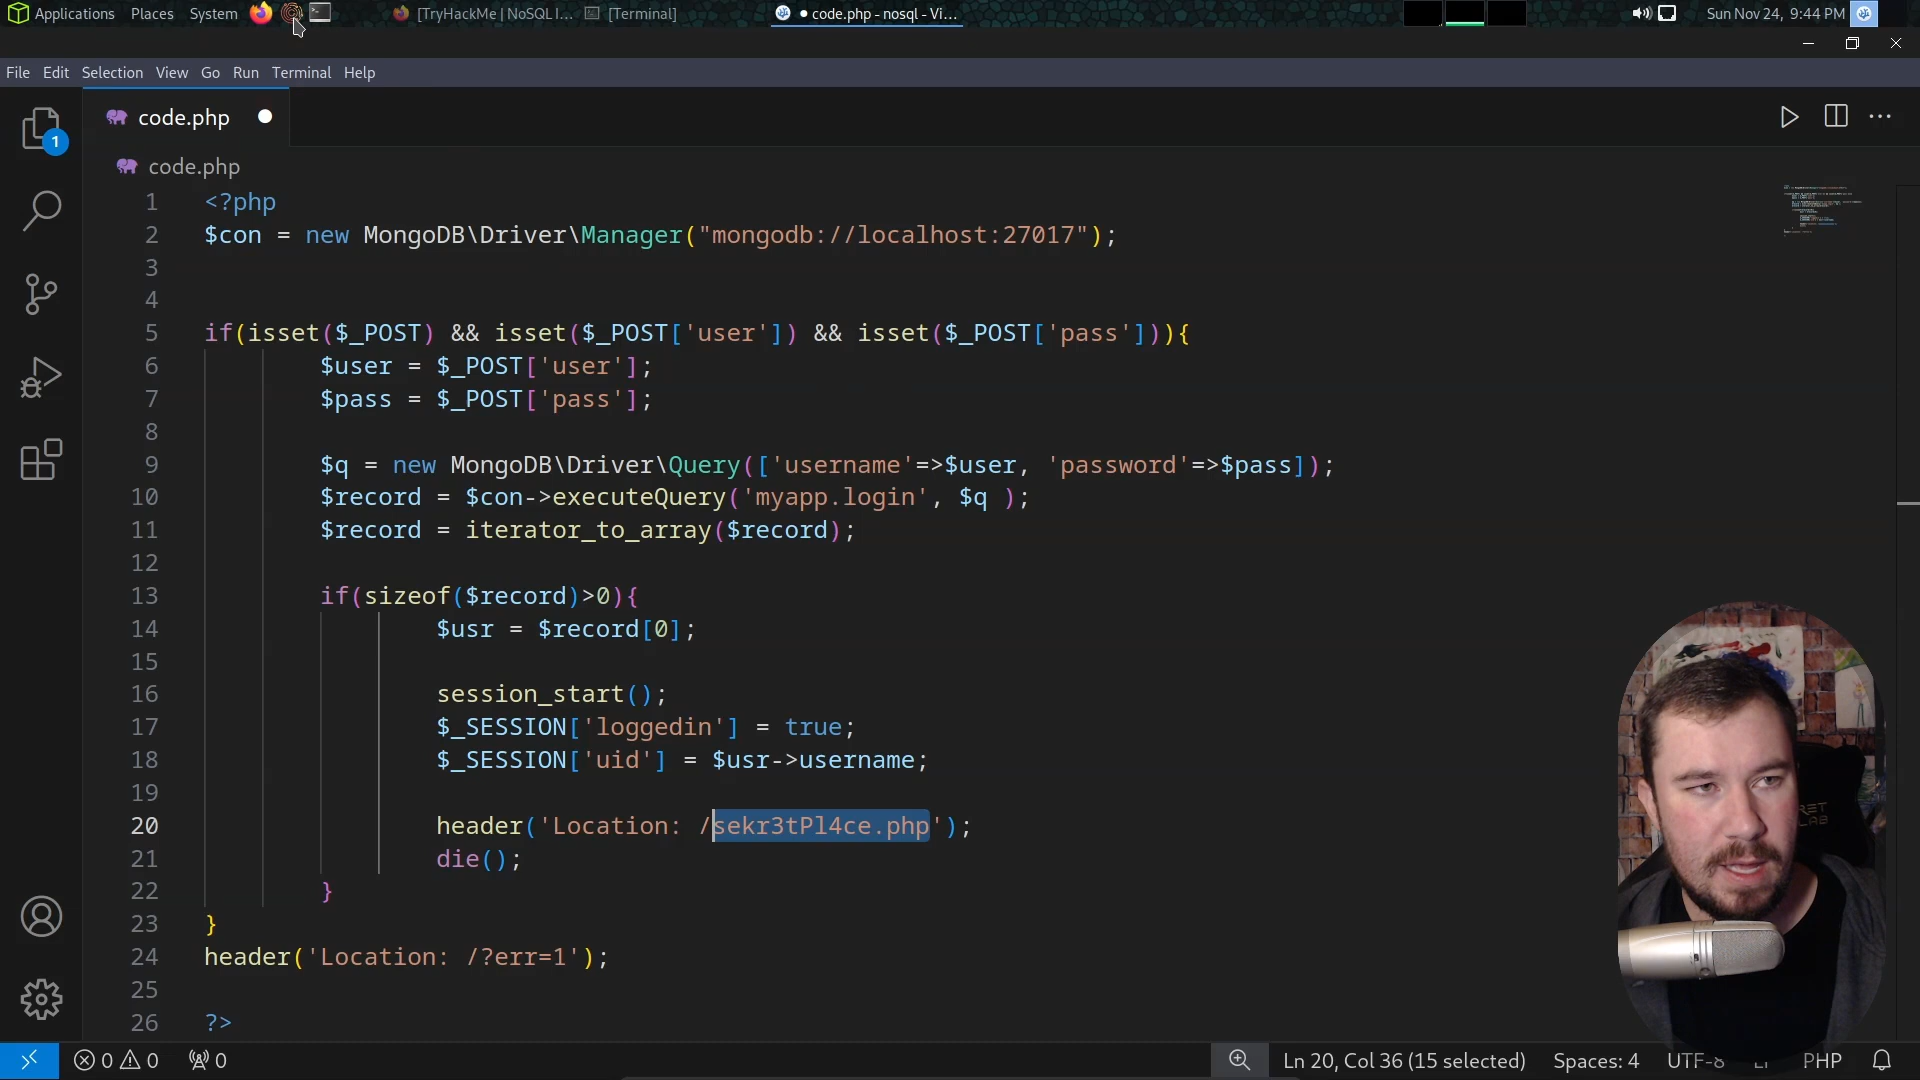 Applications Places System [TryHackMe | NoSQL I... [Terminal] ● code.php - nosql - Vi... Sun Nov 24, 9:44 PM
File Edit Selection View Go Run Terminal Help
code.php
1
code.php
1 <?php
2 $con = new MongoDB\Driver\Manager("mongodb://localhost:27017");
3
4
5 if(isset($_POST) && isset($_POST['user']) && isset($_POST['pass'])){
6 $user = $_POST['user'];
7 $pass = $_POST['pass'];
8
9 $q = new MongoDB\Driver\Query(['username'=>$user, 'password'=>$pass]);
10 $record = $con->executeQuery('myapp.login', $q );
11 $record = iterator_to_array($record);
12
13 if(sizeof($record)>0){
14 $usr = $record[0];
15
16 session_start();
17 $_SESSION['loggedin'] = true;
18 $_SESSION['uid'] = $usr->username;
19
20 header('Location: /sekr3tPl4ce.php');
21 die();
22 }
23 }
24 header('Location: /?err=1');
25
26 ?>
0 0 0 Ln 20, Col 36 (15 selected) Spaces: 4 UTF-8 PHP